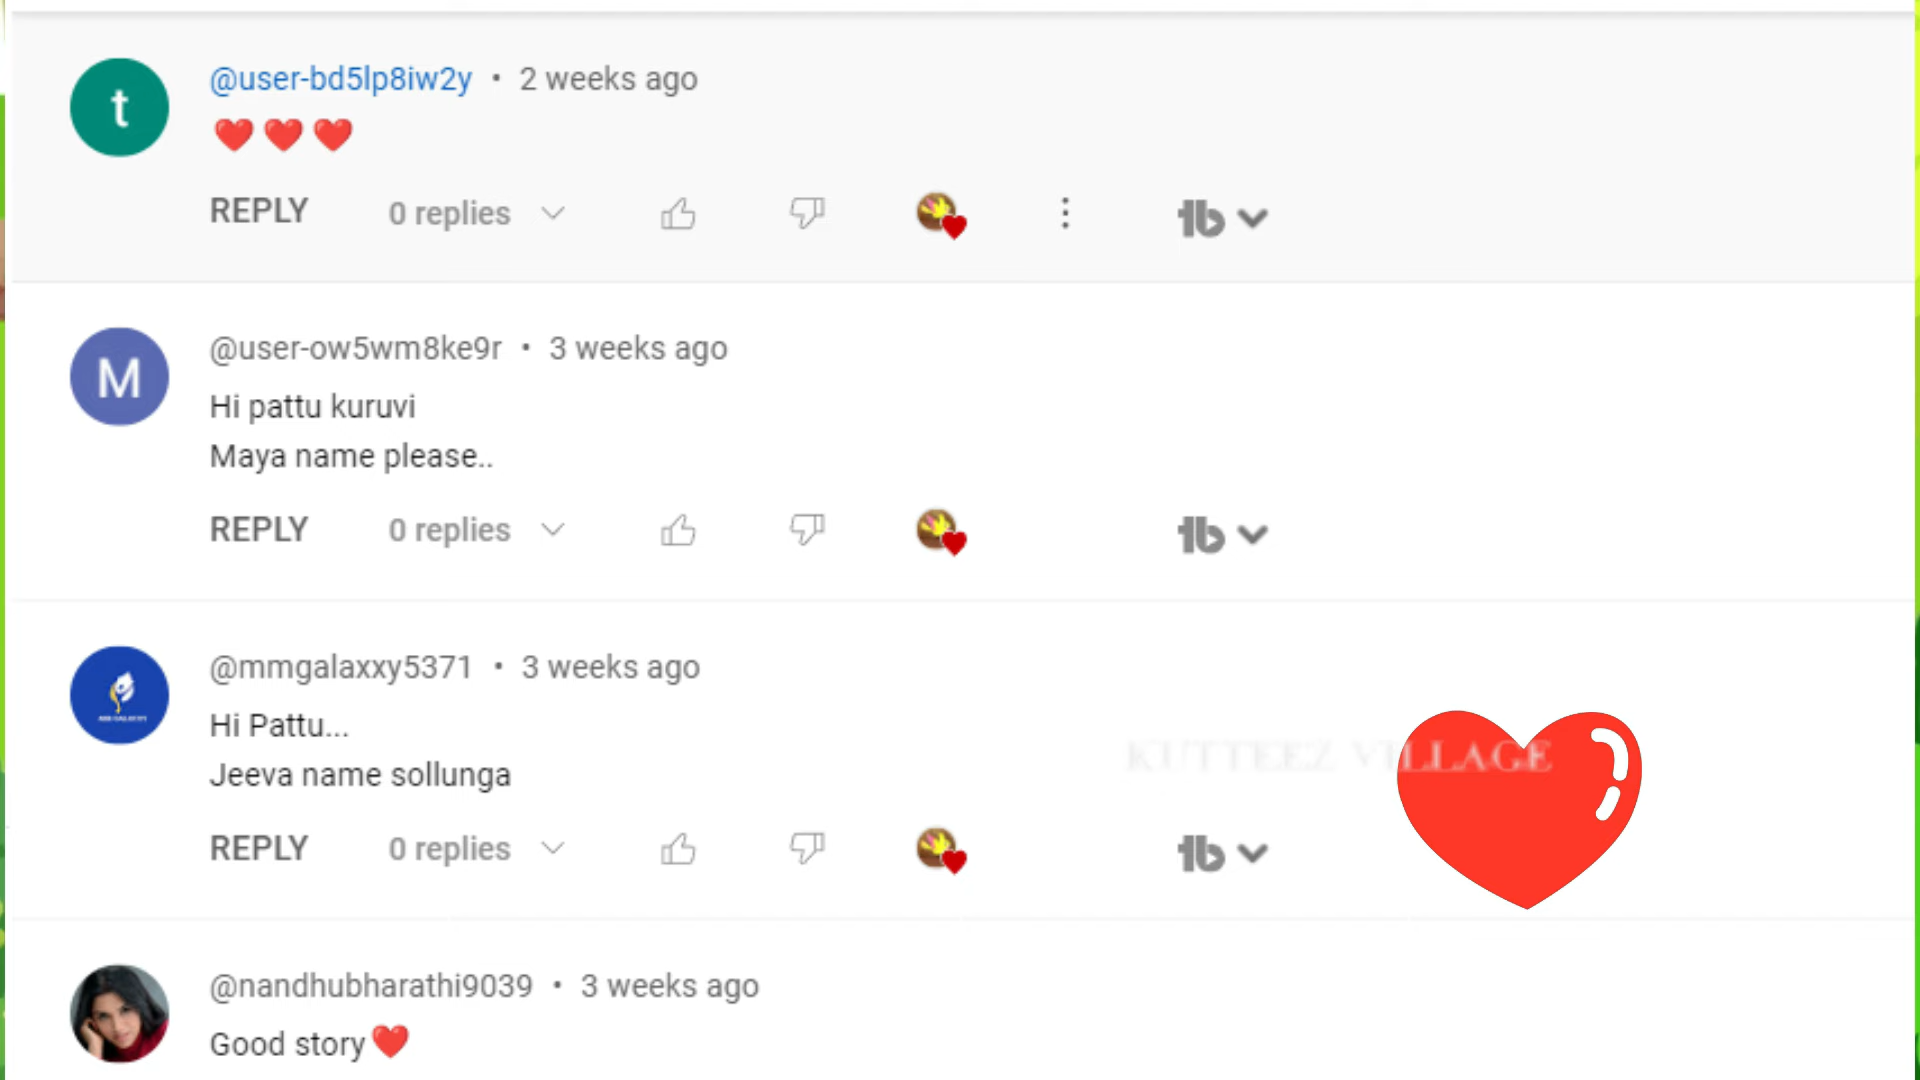 t
@user-bd5lp8iw2y • 2 weeks ago
❤️❤️❤️
REPLY 0 replies
M
@user-ow5wm8ke9r • 3 weeks ago
Hi pattu kuruvi
Maya name please..
REPLY 0 replies
@mmgalaxxy5371 • 3 weeks ago
Hi Pattu...
Jeeva name sollunga
KUTTEEZ VILLAGE
REPLY 0 replies
@nandhubharathi9039 • 3 weeks ago
Good story❤️